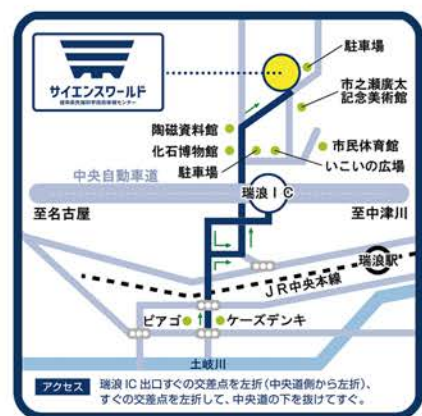 サイエンスワールド
岐阜県先端科学技術体験センター
駐車場
市之瀬廣太
記念美術館
陶磁資料館
化石博物館
駐車場
いこいの広場
市民体育館
中央自動車道
瑞浪IC
至名古屋
至中津川
瑞浪駅
JR中央本線
ピアゴ
ケーズデンキ
土岐川
アクセス
瑞浪IC出口すぐの交差点を左折(中央道側から左折)、
すぐの交差点を左折して、中央道の下を抜けてすぐ。